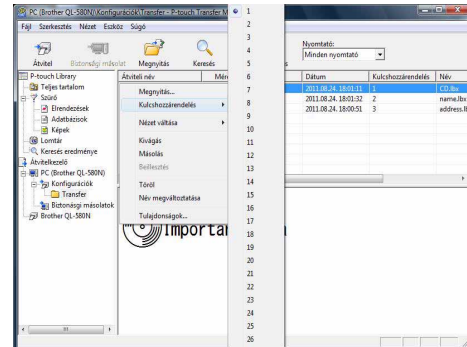 PC (Brother QL-580N)\Konfigurációk\Transfer - P-touch Transfer M
Fájl Szerkesztés Nézet Eszköz Súgó
Átvitel Biztonsági másolat Megnyitás Keresés
Nyomtató:
Minden nyomtató
P-touch Library
Teljes tartalom
Szűrő
Elrendezések
Adatbázisok
Képek
Lomtár
Keresés eredménye
Átvitelkezelő
PC (Brother QL-580N)
Konfigurációk
Transfer
Biztonsági másolatok
Brother QL-580N
Átviteli név Mére
Dátum Kulcshozzárendelés Név
2011.08.24. 18:01:11 1 CD.lbx
2011.08.24. 18:01:32 2 name.lbx
2011.08.24. 18:00:51 3 address.lb
Megnyitás...
Kulcshozzárendelés
Nézet váltása
Kivágás
Másolás
Beillesztés
Töröl
Név megváltoztatása
Tulajdonságok...
1
2
3
4
5
6
7
8
9
10
11
12
13
14
15
16
17
18
19
20
21
22
23
24
25
26